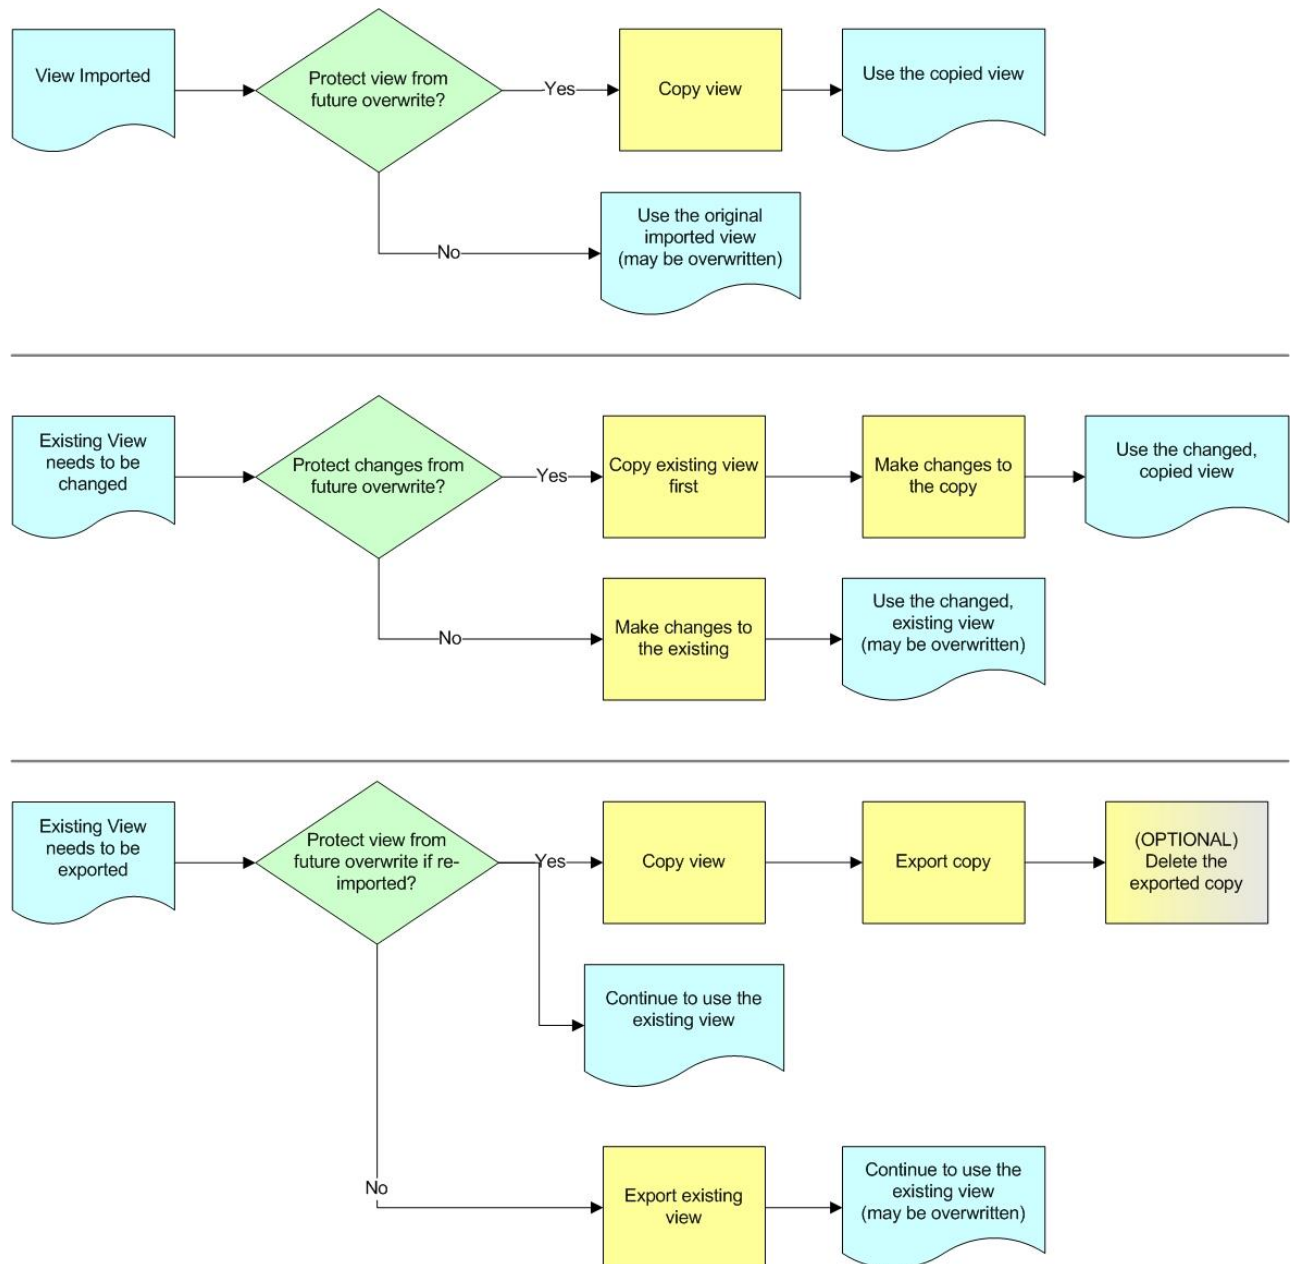 View Imported
Protect view from
future overwrite?
Yes
Copy view
Use the copied view
No
Use the original
imported view
(may be overwritten)
Existing View
needs to be
changed
Protect changes from
future overwrite?
Yes
Copy existing view
first
Make changes to
the copy
Use the changed,
copied view
No
Make changes to
the existing
Use the changed,
existing view
(may be overwritten)
Existing View
needs to be
exported
Protect view from
future overwrite if re-
imported?
Yes
Copy view
Export copy
(OPTIONAL)
Delete the
exported copy
Continue to use the
existing view
No
Export existing
view
Continue to use the
existing view
(may be overwritten)